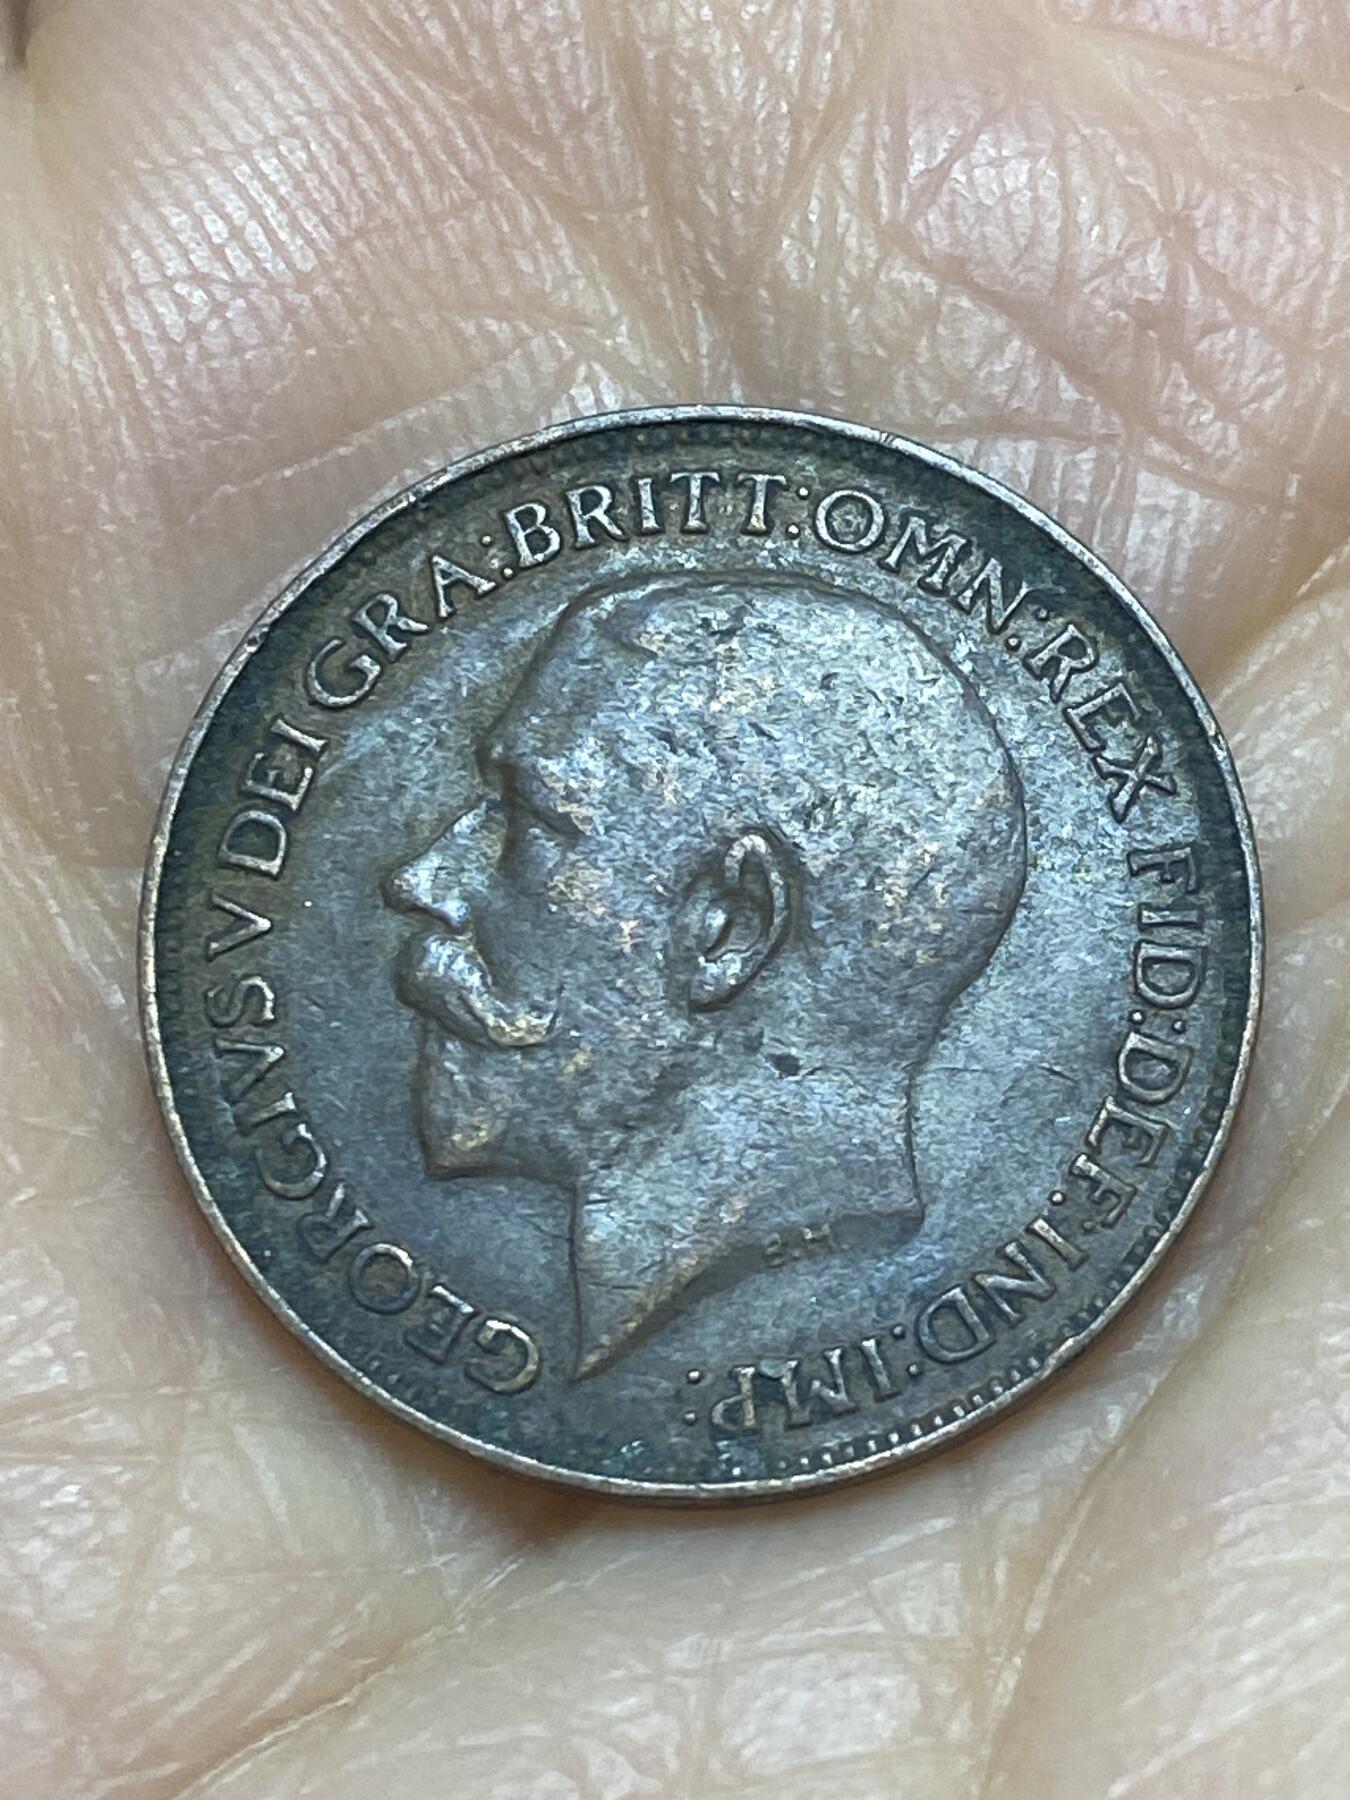 GEORGIVS V DEI GRA:BRITT:OMN:REX FID:DEF:IND:IMP:
B.M